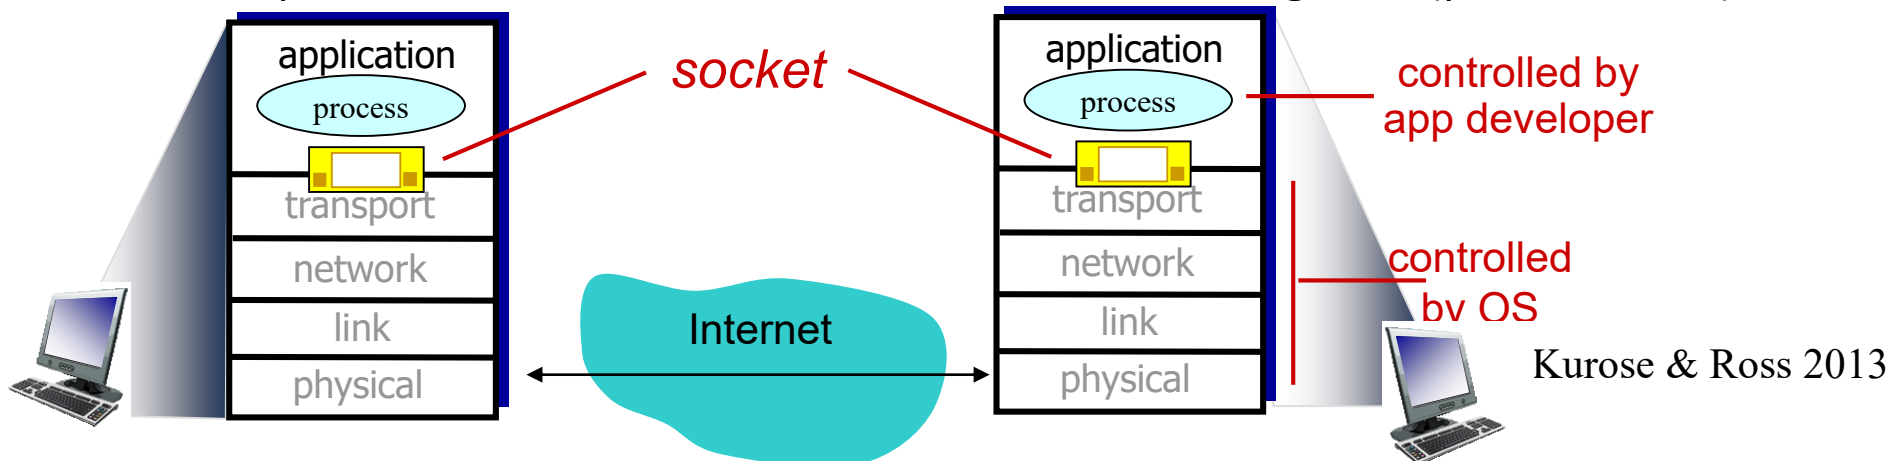 application
process
transport
network
link
physical
socket
Internet
application
process
transport
network
link
physical
controlled by
app developer
controlled
by OS
Kurose & Ross 2013